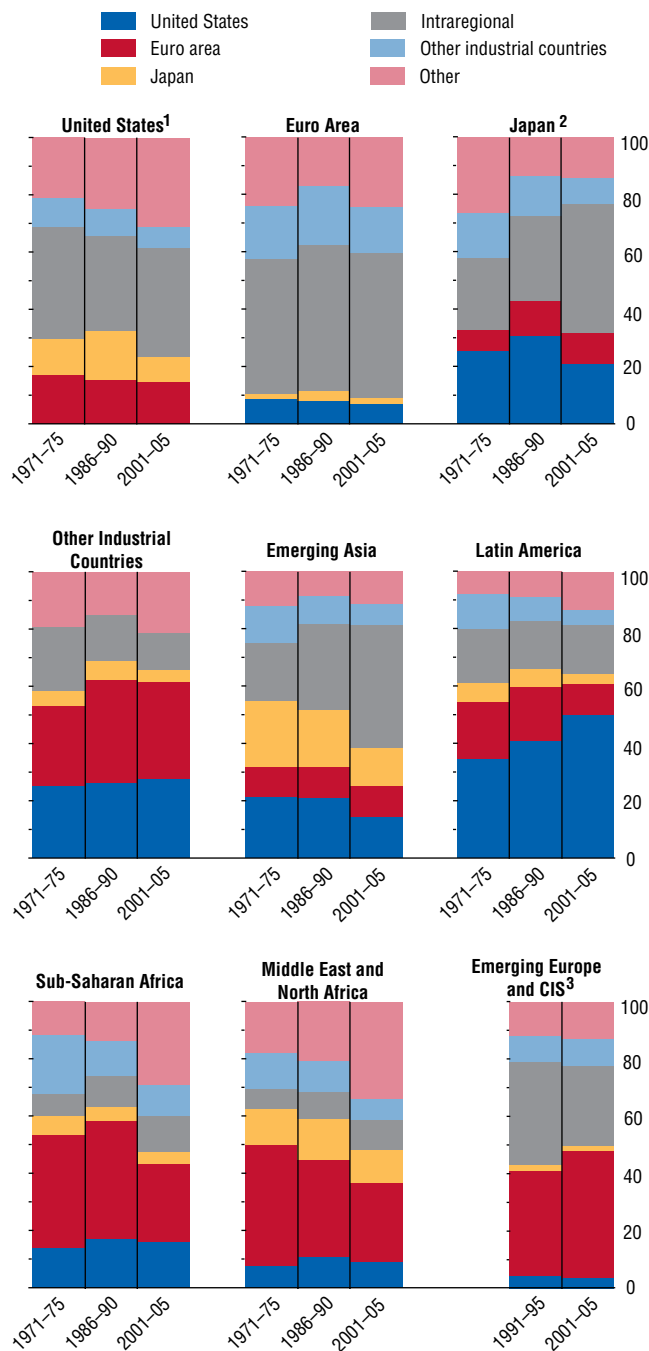 United States
Euro area
Japan
Intraregional
Other industrial countries
Other
United States1
Euro Area
Japan 2
100
80
60
40
20
0
1971–75
1986–90
2001–05
1971–75
1986–90
2001–05
1971–75
1986–90
2001–05
Other Industrial
Countries
Emerging Asia
Latin America
100
80
60
40
20
0
1971–75
1986–90
2001–05
1971–75
1986–90
2001–05
1971–75
1986–90
2001–05
Sub-Saharan Africa
Middle East and
North Africa
Emerging Europe
and CIS3
100
80
60
40
20
0
1971–75
1986–90
2001–05
1971–75
1986–90
2001–05
1991–95
2001–05